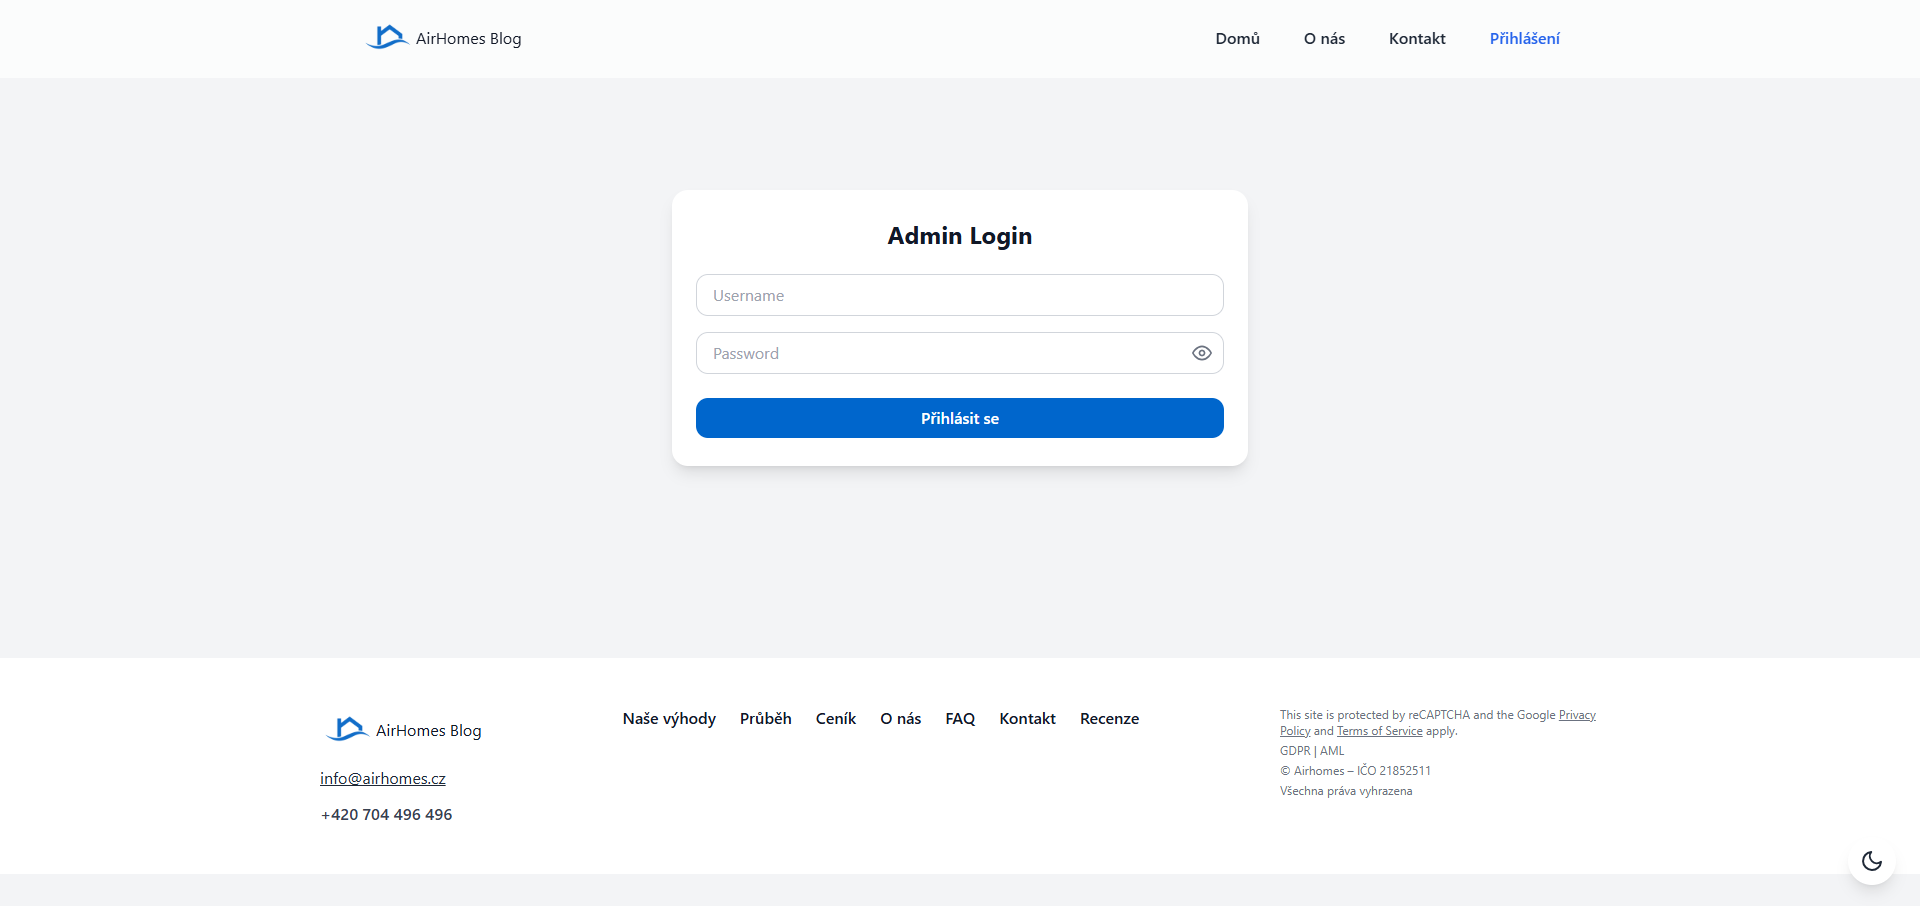 AirHomes Blog
Domů
O nás
Kontakt
Přihlášení
Admin Login
Username
Password
Přihlásit se
AirHomes Blog
info@airhomes.cz
+420 704 496 496
Naše výhody
Průběh
Ceník
O nás
FAQ
Kontakt
Recenze
This site is protected by reCAPTCHA and the Google Privacy
Policy and Terms of Service apply.
GDPR | AML
© Airhomes – IČO 21852511
Všechna práva vyhrazena